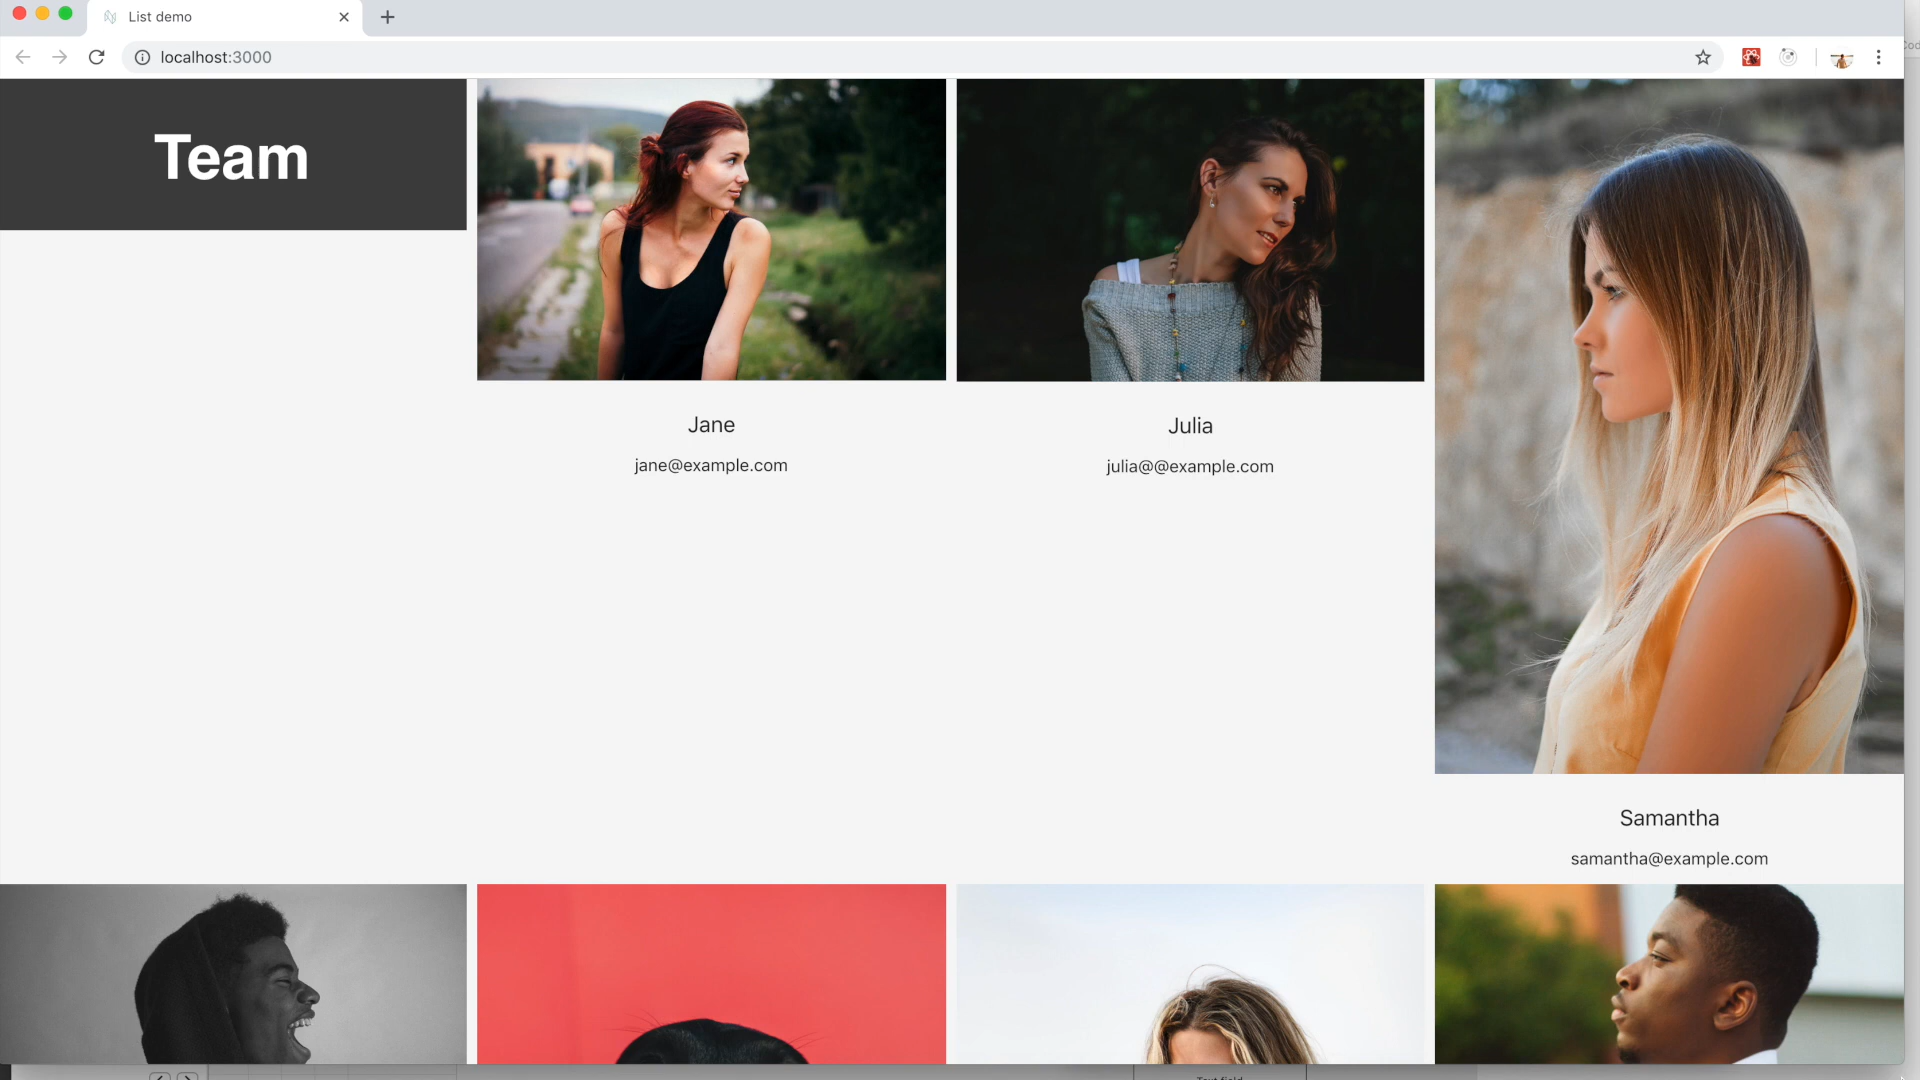 List demo
localhost:3000
Team
Jane
jane@example.com
Julia
julia@@example.com
Samantha
samantha@example.com